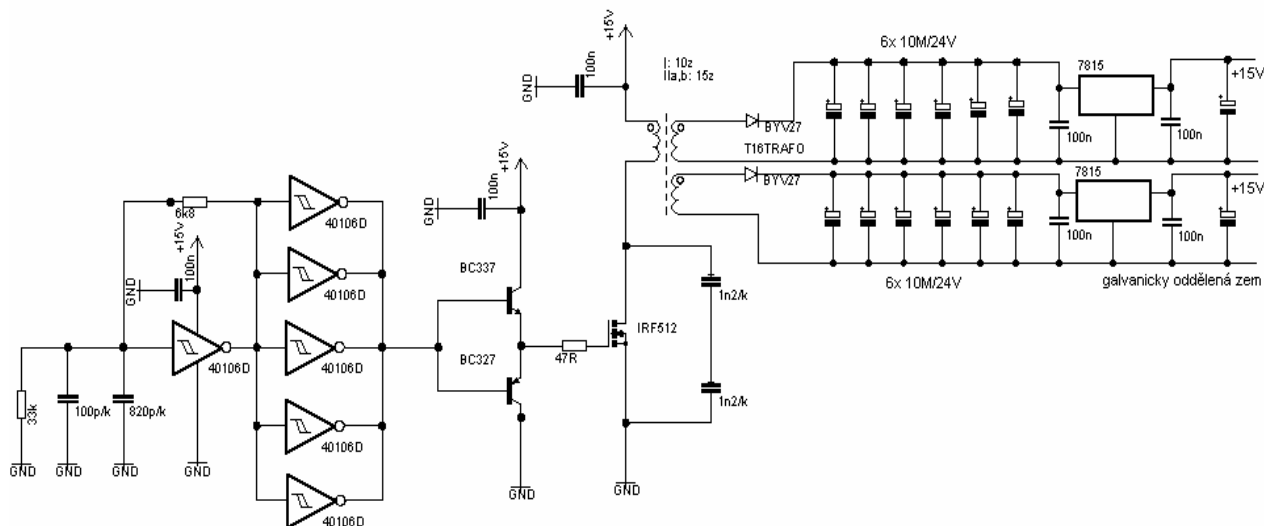 +15V
100n
GND
I: 10z
IIa,b: 15z
6x 10M/24V
7815
+15V
BYV27
100n
100n
T16TRAFO
BYV27
7815
+15V
100n
100n
6x 10M/24V
galvanicky oddělená zem
+15V
100n
GND
6k8
40106D
+15V
100n
GND
40106D
BC337
1n2/k
IRF512
40106D
40106D
BC327
47R
1n2/k
33k
100p/k
820p/k
40106D
GND
GND
GND
GND
40106D
GND
GND